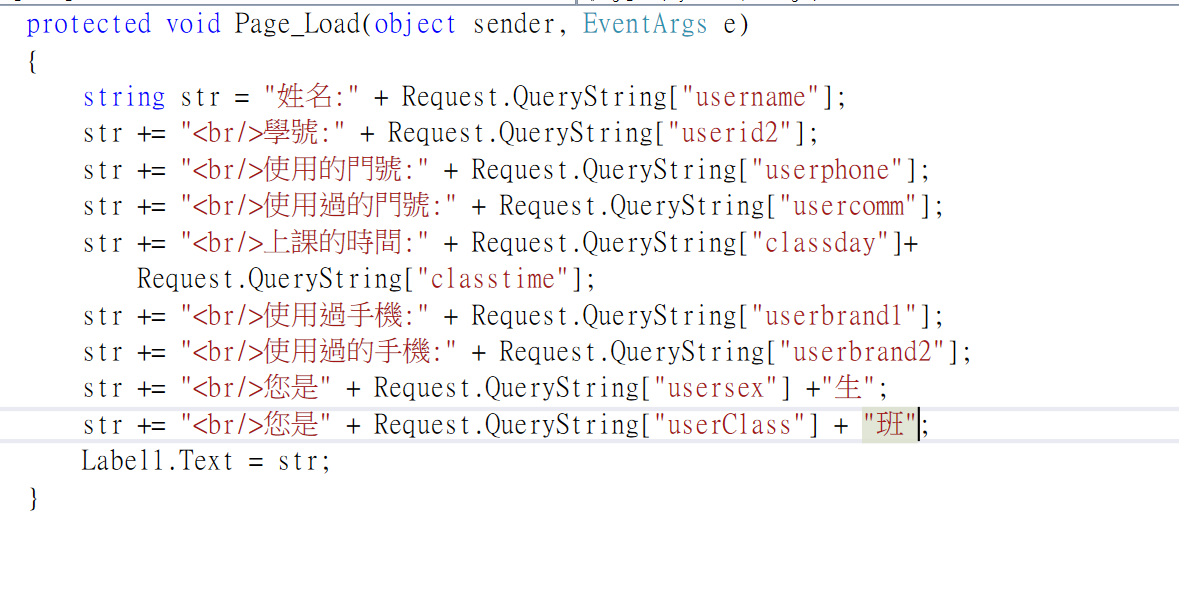 protected void Page_Load(object sender, EventArgs e)
{
string str = "姓名:" + Request.QueryString["username"];
str += "<br/>學號:" + Request.QueryString["userid2"];
str += "<br/>使用的門號:" + Request.QueryString["userphone"];
str += "<br/>使用過的門號:" + Request.QueryString["usercomm"];
str += "<br/>上課的時間:" + Request.QueryString["classday"]+
Request.QueryString["classtime"];
str += "<br/>使用過手機:" + Request.QueryString["userbrand1"];
str += "<br/>使用過的手機:" + Request.QueryString["userbrand2"];
str += "<br/>您是" + Request.QueryString["usersex"] +"生";
str += "<br/>您是" + Request.QueryString["userClass"] + "班";
Label1.Text = str;
}